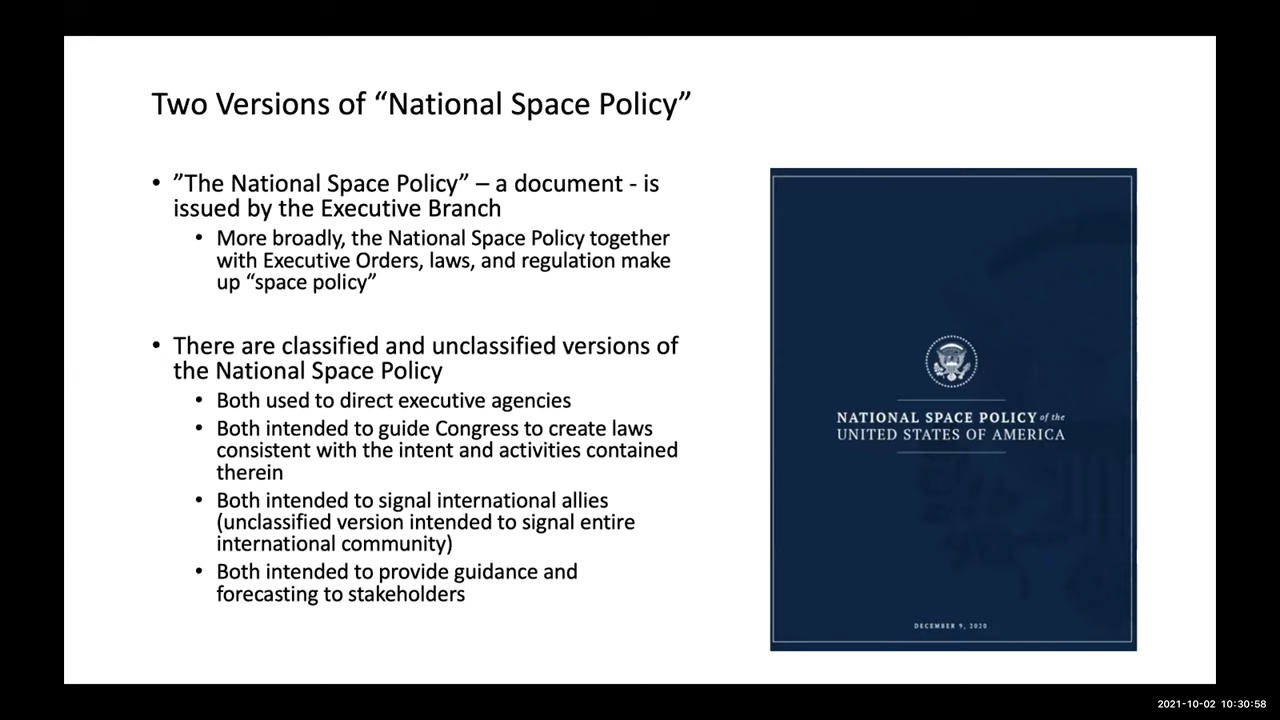 Two Versions of “National Space Policy”
• ”The National Space Policy” – a document - is
issued by the Executive Branch
• More broadly, the National Space Policy together
with Executive Orders, laws, and regulation make
up “space policy”
• There are classified and unclassified versions of
the National Space Policy
• Both used to direct executive agencies
• Both intended to guide Congress to create laws
consistent with the intent and activities contained
therein
• Both intended to signal international allies
(unclassified version intended to signal entire
international community)
• Both intended to provide guidance and
forecasting to stakeholders
NATIONAL SPACE POLICY of the
UNITED STATES OF AMERICA
DECEMBER 9, 2020
2021-10-02 10:30:58